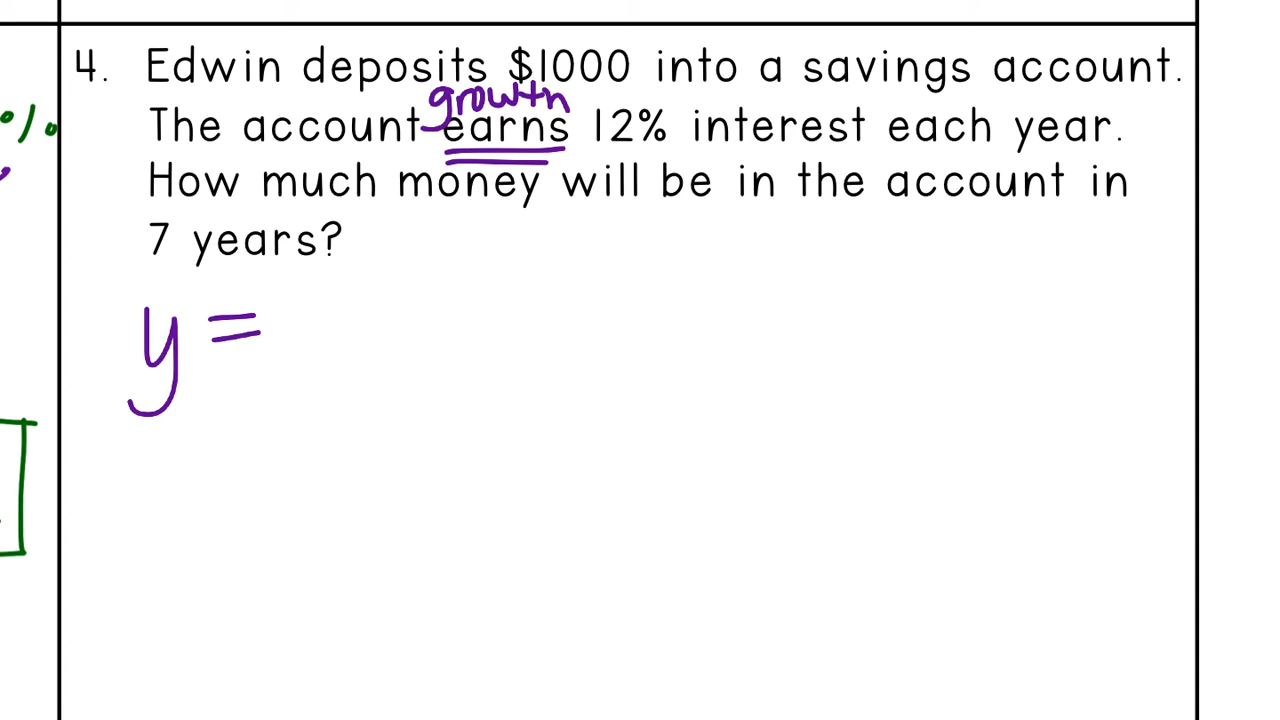 4. Edwin deposits $1000 into a savings account.
growth
The account earns 12% interest each year.
%
How much money will be in the account in
7 years?
y =